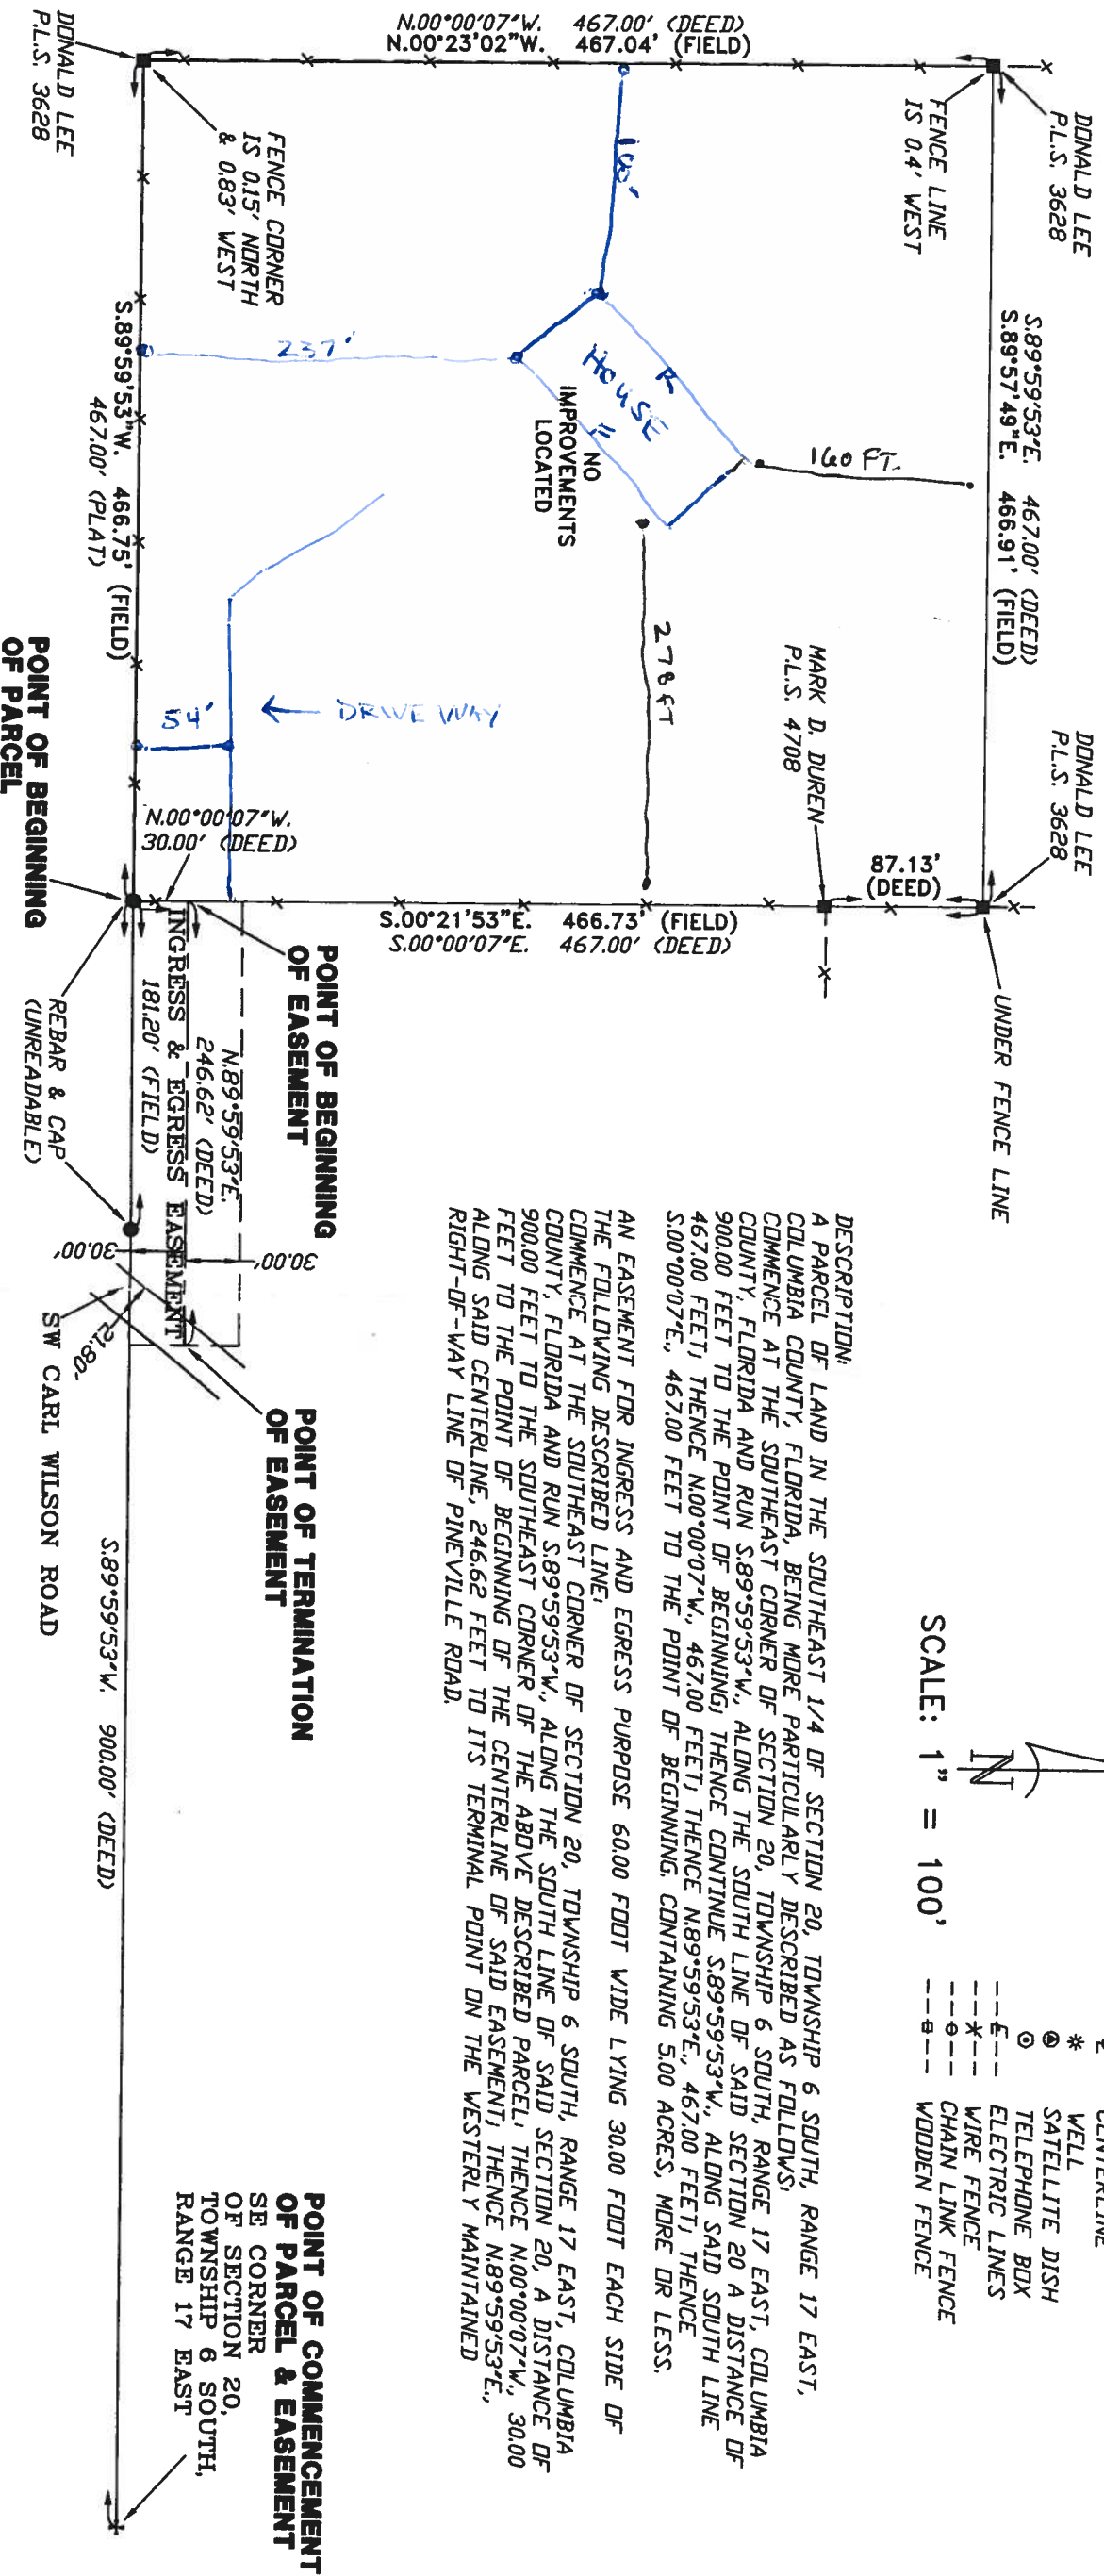 N.00°00'07"W. 467.00' (DEED)
N.00°23'02"W. 467.04' (FIELD)
DONALD LEE
P.L.S. 3628
DONALD LEE
P.L.S. 3628
FENCE LINE
IS 0.4' WEST
FENCE CORNER
IS 0.15' NORTH
& 0.83' WEST
S.89°59'53"E. 467.00' (DEED)
S.89°57'49"E. 466.91' (FIELD)
237'
HOUSE
NO
IMPROVEMENTS
LOCATED
160 FT.
278 FT
S.89°59'53"W. 466.75' (FIELD)
467.00' (PLAT)
54'
DRIVE WAY
MARK D. DUREN
P.L.S. 4708
DONALD LEE
P.L.S. 3628
87.13'
(DEED)
UNDER FENCE LINE
N.00°00'07"W.
30.00' (DEED)
S.00°21'53"E. 466.73' (FIELD)
S.00°00'07"E. 467.00' (DEED)
POINT OF BEGINNING
OF PARCEL
POINT OF BEGINNING
OF EASEMENT
N.89°59'53"E.
246.62' (DEED)
INGRESS & EGRESS EASEMENT
181.20' (FIELD)
REBAR & CAP
(UNREADABLE)
30.00'
30.00'
21.80'
SW CARL WILSON ROAD
POINT OF TERMINATION
OF EASEMENT
S.89°59'53"W. 900.00' (DEED)
POINT OF COMMENCEMENT
OF PARCEL & EASEMENT
SE CORNER
OF SECTION 20,
TOWNSHIP 6 SOUTH,
RANGE 17 EAST
N
SCALE: 1" = 100'
CENTERLINE
WELL
SATELLITE DISH
TELEPHONE BOX
--E-- ELECTRIC LINES
WIRE FENCE
CHAIN LINK FENCE
WOODEN FENCE
DESCRIPTION:
A PARCEL OF LAND IN THE SOUTHEAST 1/4 OF SECTION 20, TOWNSHIP 6 SOUTH, RANGE 17 EAST,
COLUMBIA COUNTY, FLORIDA, BEING MORE PARTICULARLY DESCRIBED AS FOLLOWS:
COMMENCE AT THE SOUTHEAST CORNER OF SECTION 20, TOWNSHIP 6 SOUTH, RANGE 17 EAST, COLUMBIA
COUNTY, FLORIDA AND RUN S.89°59'53"W., ALONG THE SOUTH LINE OF SAID SECTION 20 A DISTANCE OF
900.00 FEET TO THE POINT OF BEGINNING; THENCE CONTINUE S.89°59'53"W., ALONG SAID SOUTH LINE
467.00 FEET; THENCE N.00°00'07"W., 467.00 FEET; THENCE N.89°59'53"E., 467.00 FEET; THENCE
S.00°00'07"E., 467.00 FEET TO THE POINT OF BEGINNING. CONTAINING 5.00 ACRES, MORE OR LESS.
AN EASEMENT FOR INGRESS AND EGRESS PURPOSE 60.00 FOOT WIDE LYING 30.00 FOOT EACH SIDE OF
THE FOLLOWING DESCRIBED LINE:
COMMENCE AT THE SOUTHEAST CORNER OF SECTION 20, TOWNSHIP 6 SOUTH, RANGE 17 EAST, COLUMBIA
COUNTY, FLORIDA AND RUN S.89°59'53"W., ALONG THE SOUTH LINE OF SAID SECTION 20, A DISTANCE OF
900.00 FEET TO THE SOUTHEAST CORNER OF THE ABOVE DESCRIBED PARCEL; THENCE N.00°00'07"W., 30.00
FEET TO THE POINT OF BEGINNING OF THE CENTERLINE OF SAID EASEMENT; THENCE N.89°59'53"E.,
ALONG SAID CENTERLINE, 246.62 FEET TO ITS TERMINAL POINT ON THE WESTERLY MAINTAINED
RIGHT-OF-WAY LINE OF PINEVILLE ROAD.